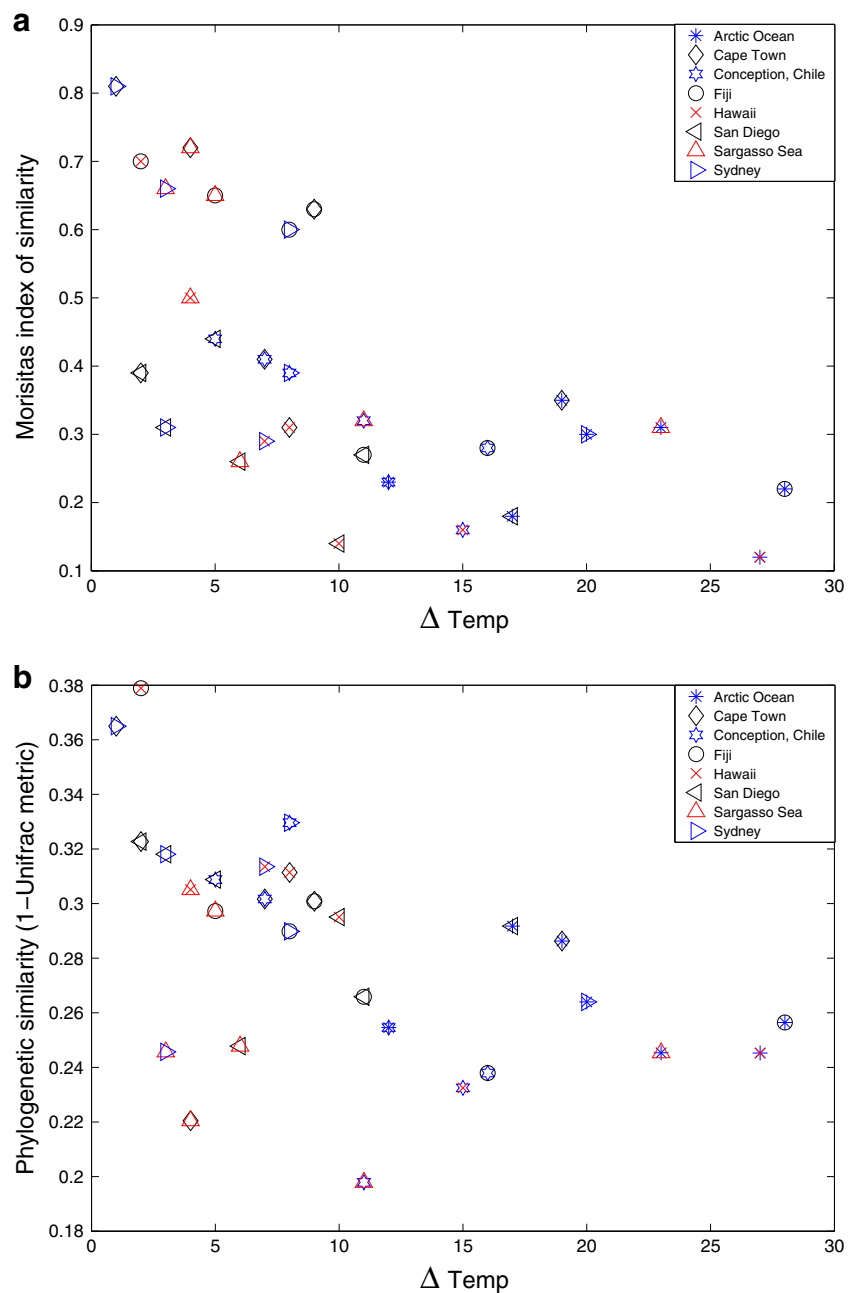 a
0.9
0.8
0.7
0.6
0.5
0.4
0.3
0.2
0.1
Morisitas index of similarity
0 5 10 15 20 25 30
Δ Temp
Arctic Ocean
Cape Town
Conception, Chile
Fiji
Hawaii
San Diego
Sargasso Sea
Sydney
b
0.38
0.36
0.34
0.32
0.3
0.28
0.26
0.24
0.22
0.2
0.18
Phylogenetic similarity (1−Unifrac metric)
0 5 10 15 20 25 30
Δ Temp
Arctic Ocean
Cape Town
Conception, Chile
Fiji
Hawaii
San Diego
Sargasso Sea
Sydney